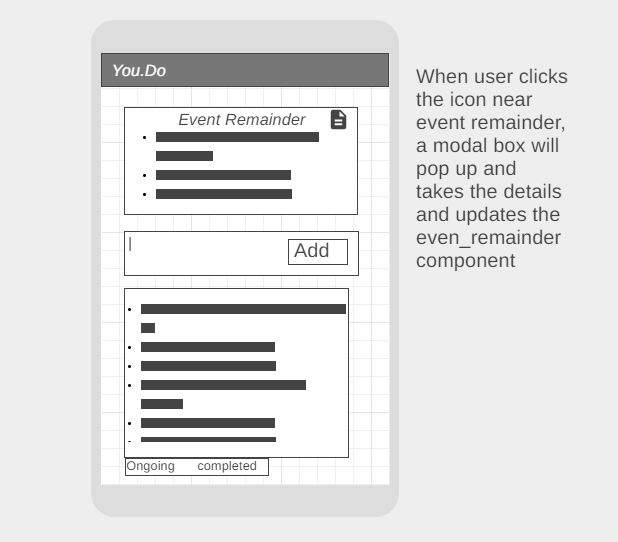 You.Do
Event Remainder
Add
Ongoing completed
When user clicks
the icon near
event remainder,
a modal box will
pop up and
takes the details
and updates the
even_remainder
component